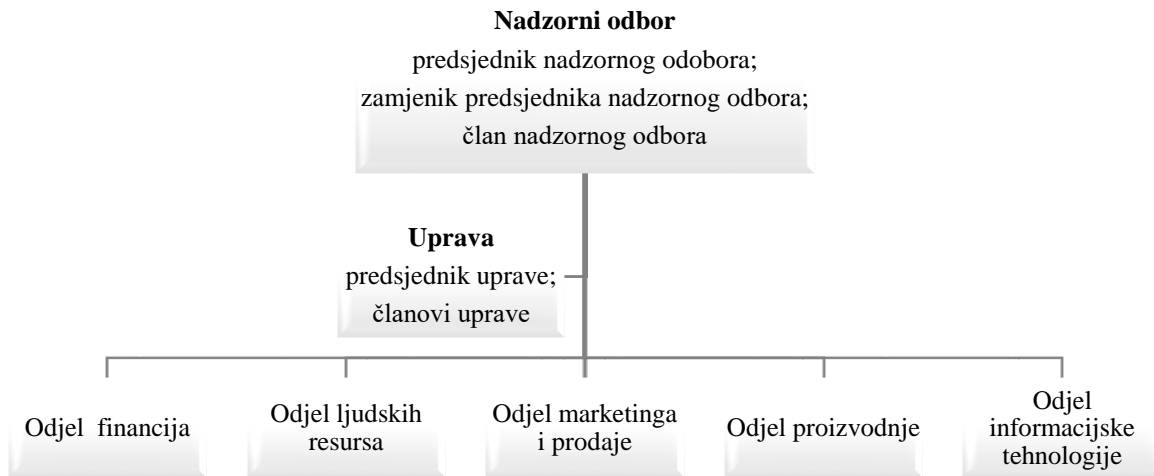 Nadzorni odbor
predsjednik nadzornog odobora;
zamjenik predsjednika nadzornog odbora;
član nadzornog odbora
Uprava
predsjednik uprave;
članovi uprave
Odjel financija
Odjel ljudskih
resursa
Odjel marketinga
i prodaje
Odjel proizvodnje
Odjel
informacijske
tehnologije